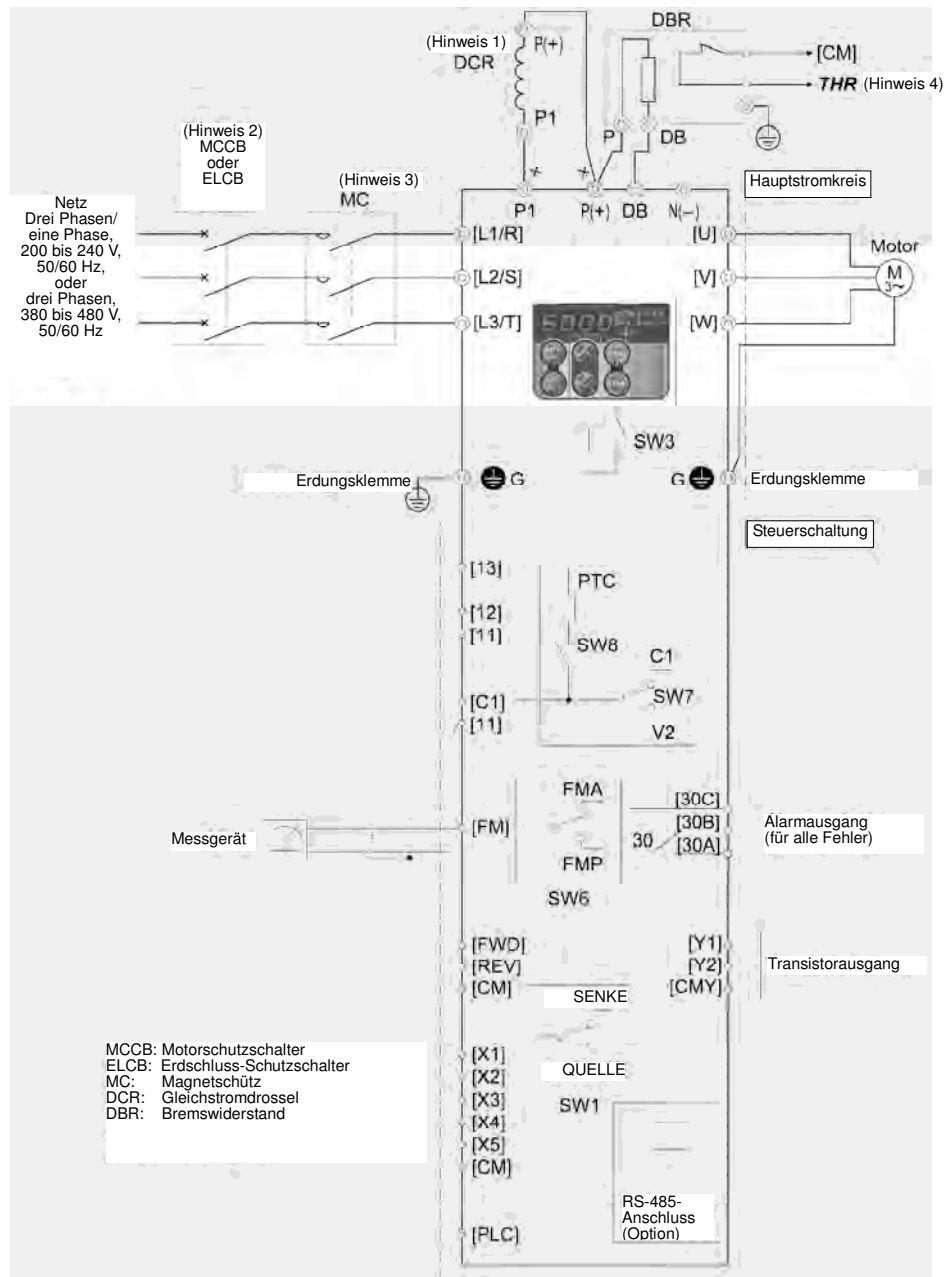 DBR
(Hinweis 1)
DCR
P(+)
[CM]
THR (Hinweis 4)
P1
P
DB
(Hinweis 2)
MCCB
oder
ELCB
(Hinweis 3)
MC
Hauptstromkreis
P1
P(+)
DB
N(−)
Netz
Drei Phasen/
eine Phase,
200 bis 240 V,
50/60 Hz,
oder
drei Phasen,
380 bis 480 V,
50/60 Hz
[L1/R]
[U]
Motor
[L2/S]
[V]
M
3~
[L3/T]
[W]
SW3
Erdungsklemme
G
G
Erdungsklemme
Steuerschaltung
[13]
PTC
[12]
[11]
SW8
C1
[C1]
SW7
[11]
V2
FMA
[30C]
Messgerät
[FM]
[30B]
Alarmausgang
(für alle Fehler)
30
[30A]
FMP
SW6
[FWD]
[Y1]
[REV]
[Y2]
Transistorausgang
[CM]
SENKE
[CMY]
MCCB: Motorschutzschalter
ELCB: Erdschluss-Schutzschalter
MC: Magnetschütz
DCR: Gleichstromdrossel
DBR: Bremswiderstand
[X1]
[X2]
QUELLE
[X3]
SW1
[X4]
[X5]
[CM]
RS-485-
Anschluss
(Option)
[PLC]